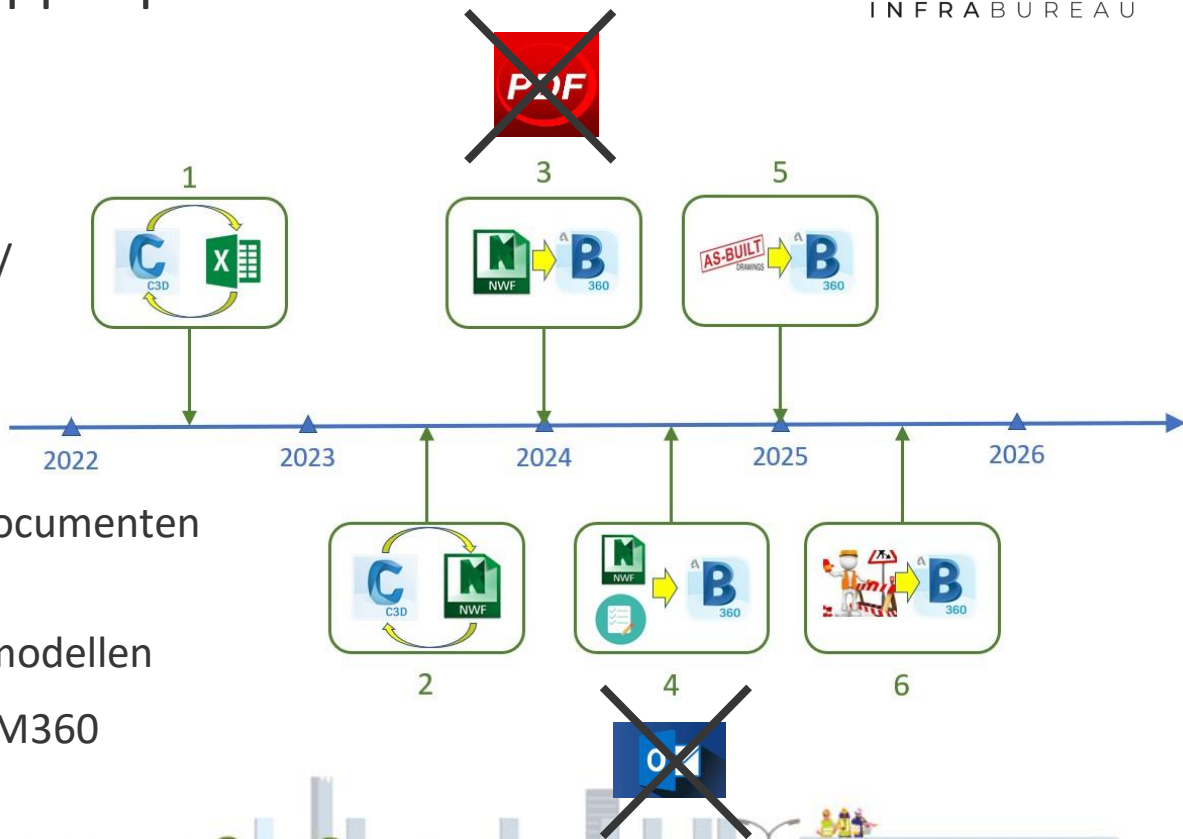 INFRABUREAU
PDF
1
3
5
/
C
C3D
X
N
NWF
B
360
AS-BUILT
DRAWINGS
B
360
2022
2023
2024
2025
2026
ocumenten
modellen
M360
C
C3D
N
NWF
N
NWF
B
360
B
360
2
4
6
O